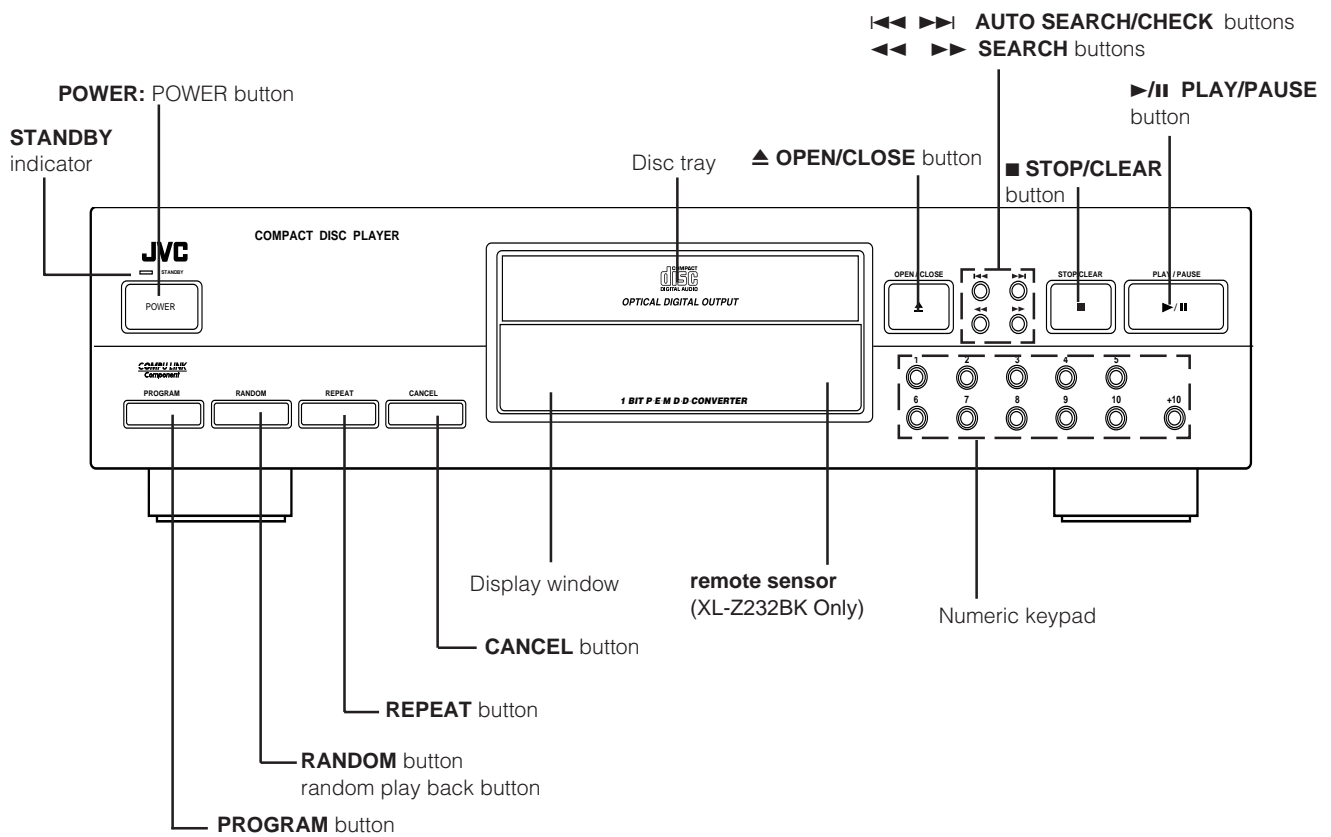 ⏮ ⏭ AUTO SEARCH/CHECK buttons
◄◄ ►► SEARCH buttons
►/II PLAY/PAUSE
button
POWER: POWER button
STANDBY
indicator
Disc tray
▲ OPEN/CLOSE button
■ STOP/CLEAR
button
JVC
STANDBY
POWER
COMPACT DISC PLAYER
COMPACT
disc
DIGITAL AUDIO
OPTICAL DIGITAL OUTPUT
1 BIT P·E·M D·D·CONVERTER
OPEN / CLOSE
STOP/CLEAR
PLAY / PAUSE
COMPU LINK
Component
PROGRAM RANDOM REPEAT CANCEL
1 2 3 4 5
6 7 8 9 10 +10
Display window
remote sensor
(XL-Z232BK Only)
Numeric keypad
CANCEL button
REPEAT button
RANDOM button
random play back button
PROGRAM button